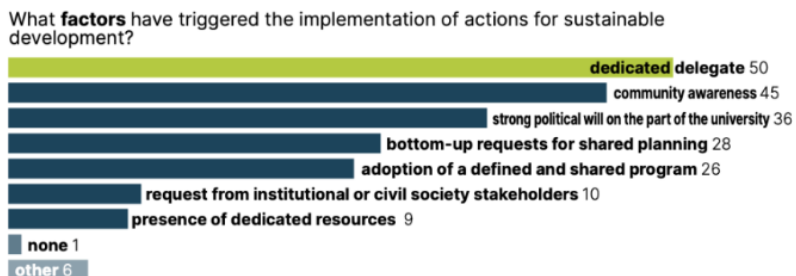 What factors have triggered the implementation of actions for sustainable
development?
dedicated delegate 50
community awareness 45
strong political will on the part of the university 36
bottom-up requests for shared planning 28
adoption of a defined and shared program 26
request from institutional or civil society stakeholders 10
presence of dedicated resources 9
none 1
other 6